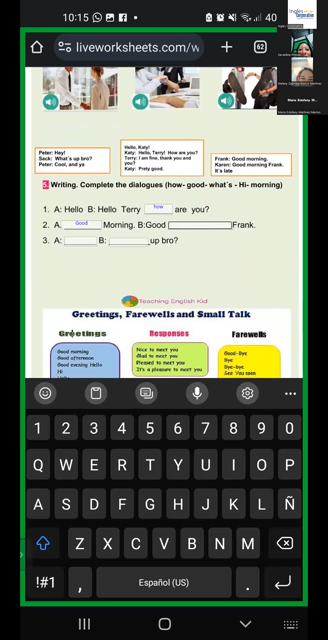 10:15
40
liveworksheets.com/w
62
Inglés
Corporativo
Peter: Hey!
Sack: What´s up bro?
Peter: Cool, and ya
Hello, Katy!
Katy: Hello, Terry! How are you?
Terry: I am fine, thank you and
you?
Katy: Prety good.
Frank: Good morning.
Karen: Good morning Frank.
It's late
5. Writing. Complete the dialogues (how- good- what´s - Hi- morning)
1. A: Hello B: Hello Terry how are you?
2. A: Good Morning. B:Good Frank.
3. A: B: up bro?
Teaching English Kid
Greetings, Farewells and Small Talk
Greetings Responses Farewells
Good morning
Good afternoon
Good evening Hello
Hi
Nice to meet you
Glad to meet you
Pleased to meet you
It's a pleasure to meet you
Good-Bye
Bye
Bye-bye
See You soon
1 2 3 4 5 6 7 8 9 0
Q W E R T Y U I O P
A S D F G H J K L Ñ
Z X C V B N M
!#1 , Español (US) .